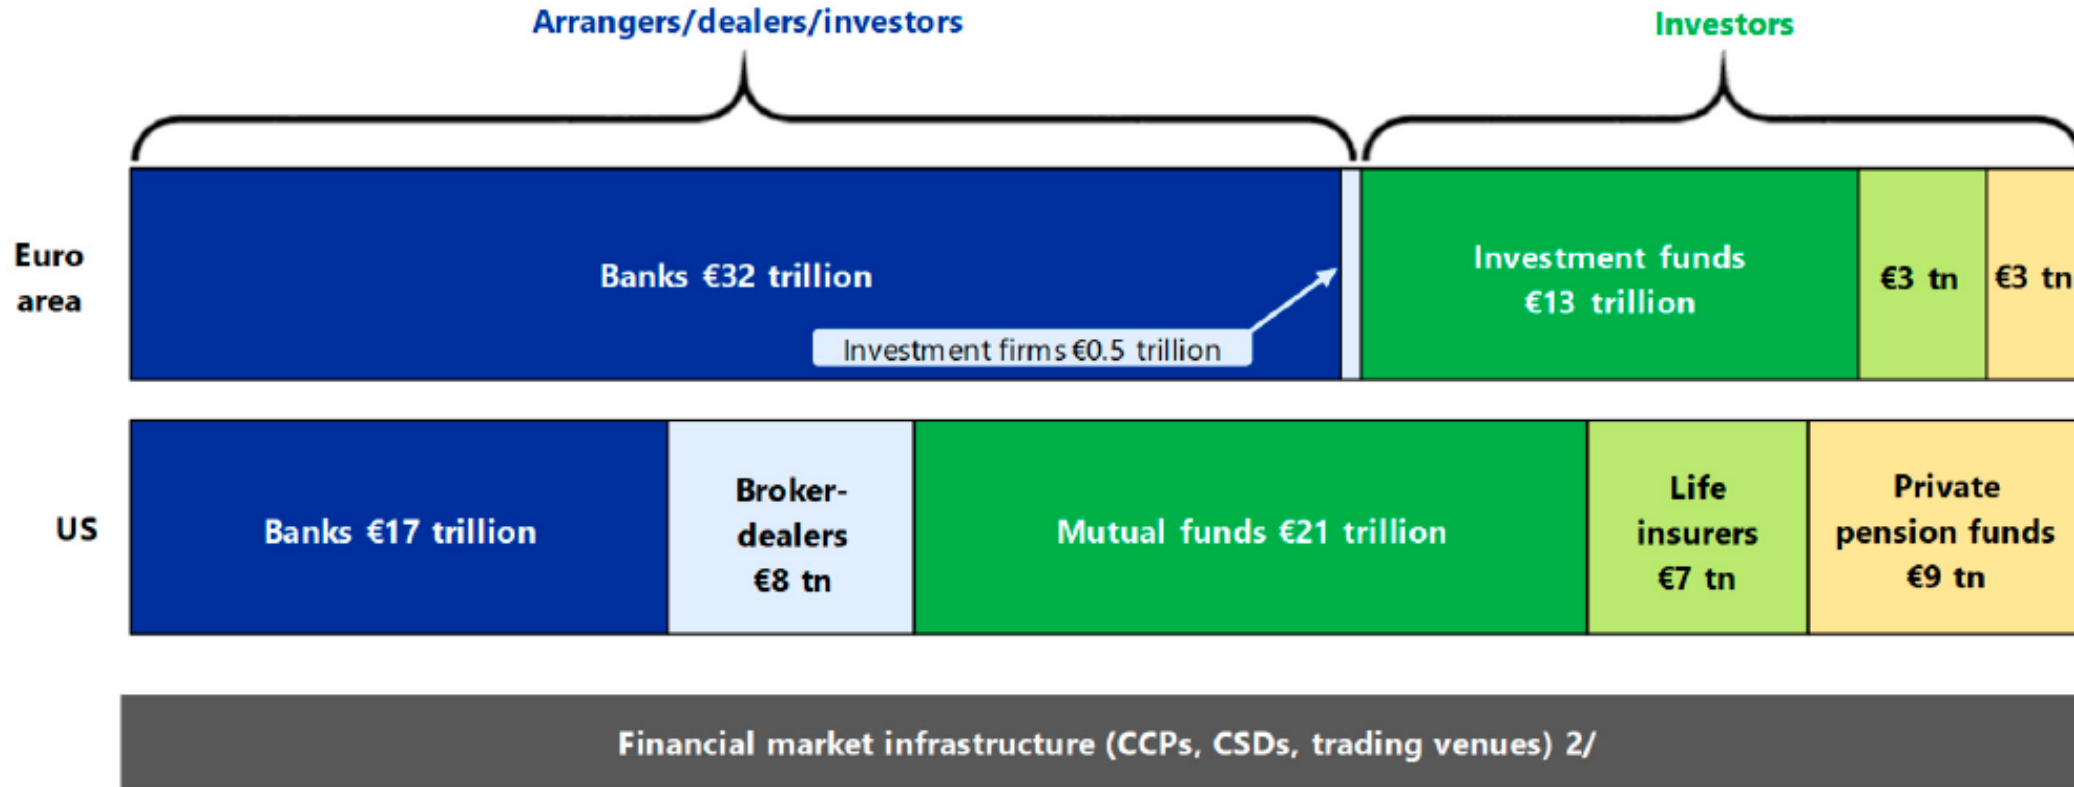 Arrangers/dealers/investors
Investors
Euro
area
Banks €32 trillion
Investment firms €0.5 trillion
Investment funds
€13 trillion
€3 tn
€3 tn
US
Banks €17 trillion
Broker-
dealers
€8 tn
Mutual funds €21 trillion
Life
insurers
€7 tn
Private
pension funds
€9 tn
Financial market infrastructure (CCPs, CSDs, trading venues) 2/